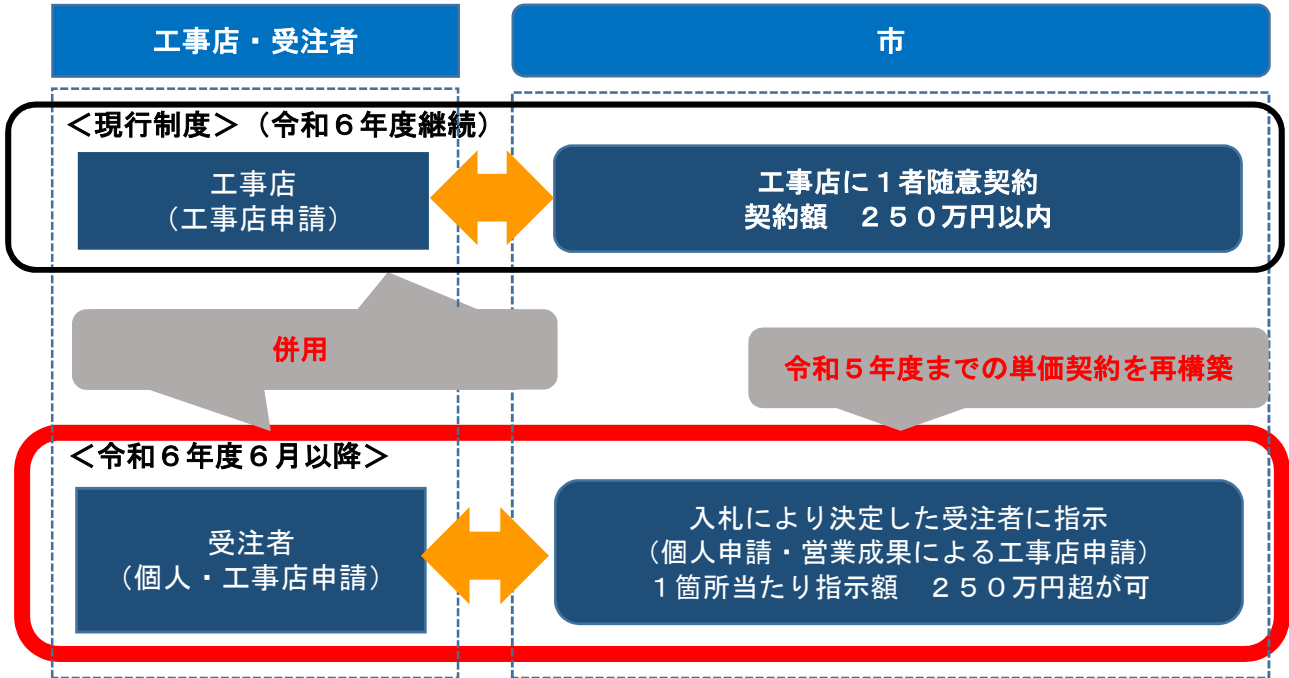 工事店・受注者
市
＜現行制度＞（令和６年度継続）
工事店
（工事店申請）
工事店に１者随意契約
契約額　２５０万円以内
併用
令和５年度までの単価契約を再構築
＜令和６年度６月以降＞
受注者
（個人・工事店申請）
入札により決定した受注者に指示
（個人申請・営業成果による工事店申請）
１箇所当たり指示額　２５０万円超が可